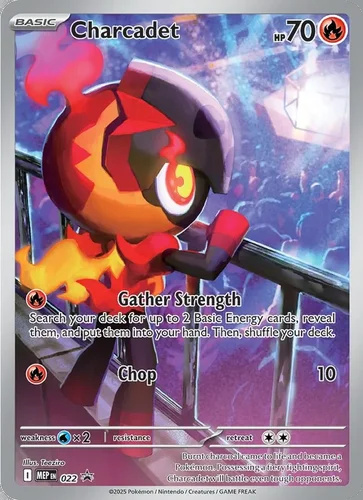 BASIC
Charcadet
HP 70
Gather Strength
Search your deck for up to 2 Basic Energy cards, reveal
them, and put them into your hand. Then, shuffle your deck.
Chop 10
weakness ×2 resistance retreat
Illus. Teeziro
MEP EN 022
Burnt charcoal came to life and became a
Pokémon. Possessing a fiery fighting spirit,
Charcadet will battle even tough opponents.
©2025 Pokémon / Nintendo / Creatures / GAME FREAK